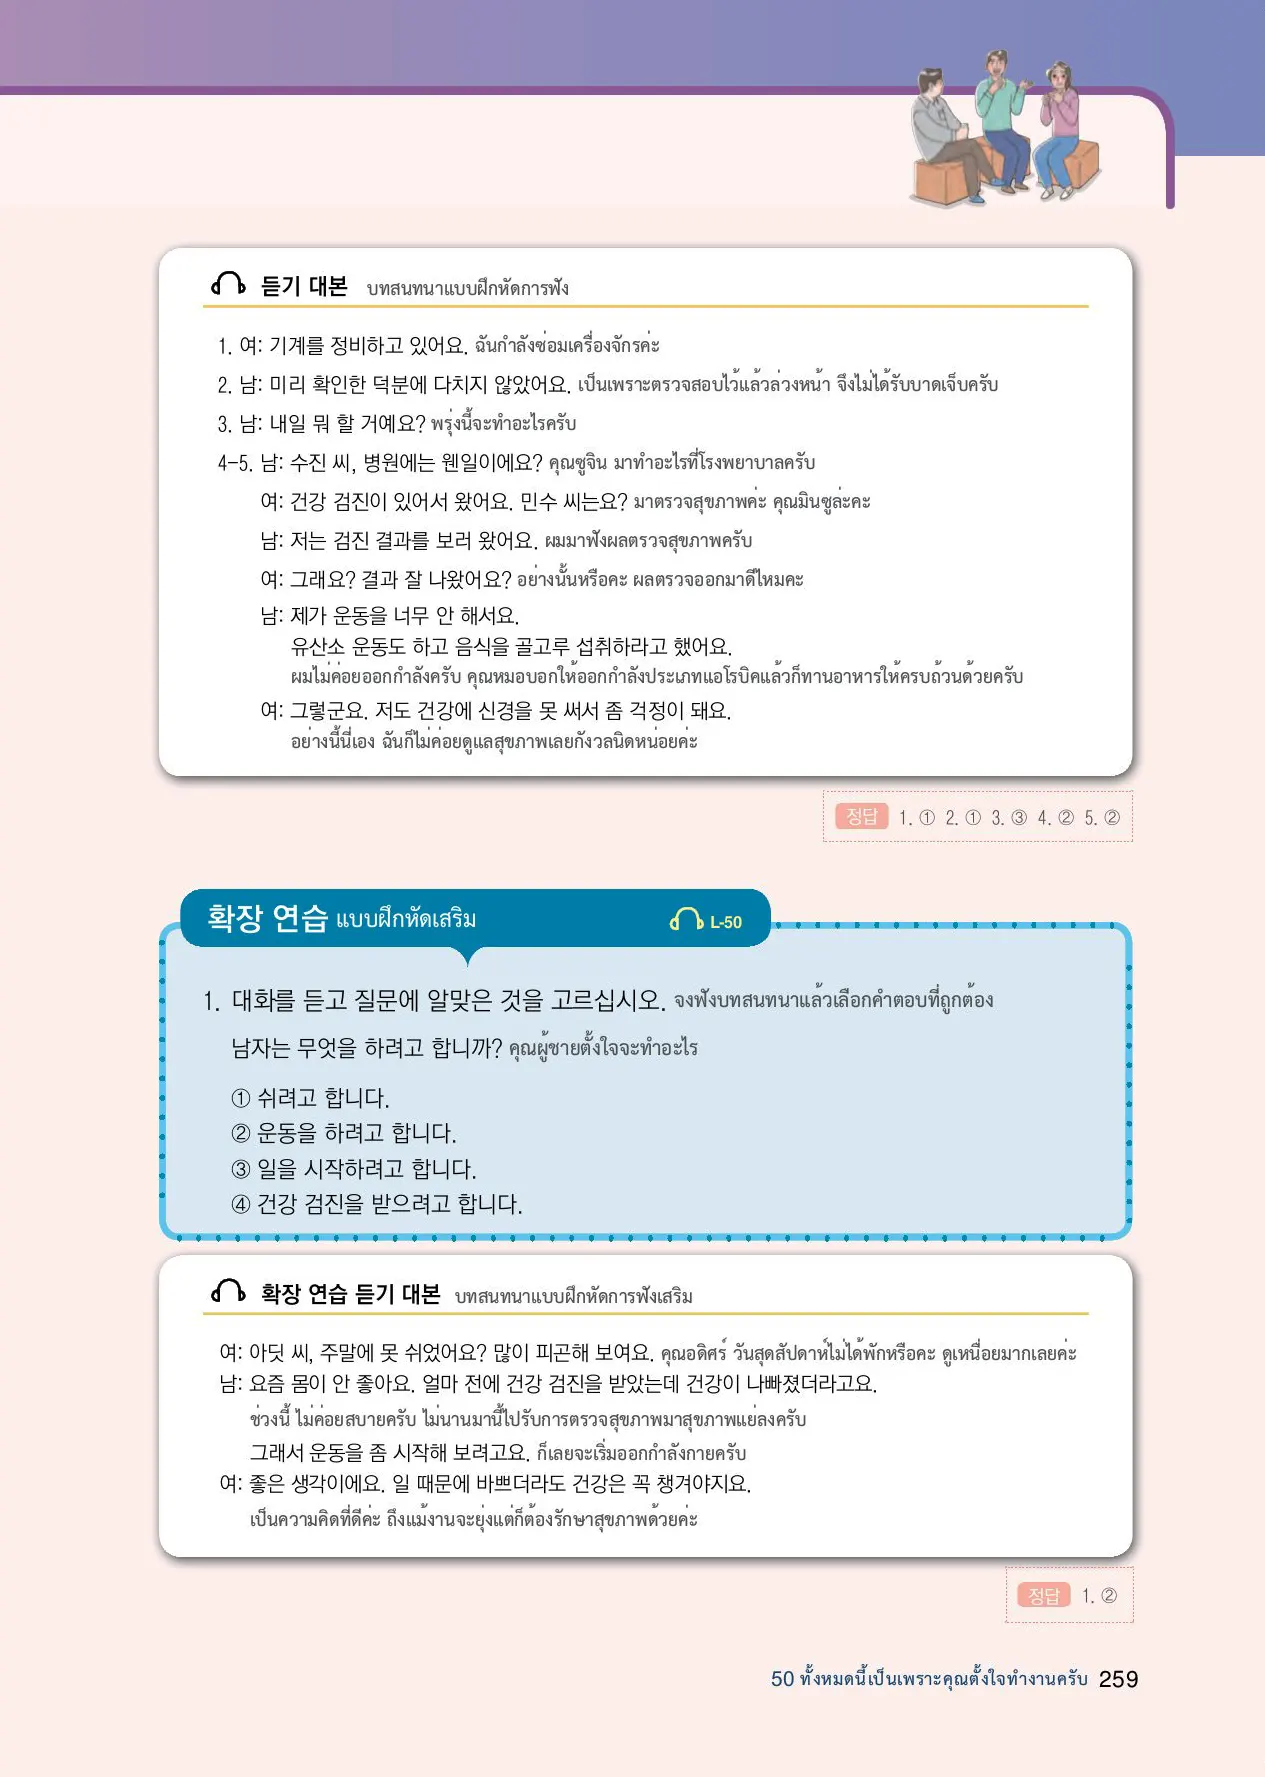 듣기 대본 บทสนทนาแบบฝึกหัดการฟัง
1. 여: 기계를 정비하고 있어요. ฉันกำลังซ่อมเครื่องจักรค่ะ
2. 남: 미리 확인한 덕분에 다치지 않았어요. เป็นเพราะตรวจสอบไว้แล้วล่วงหน้า จึงไม่ได้รับบาดเจ็บครับ
3. 남: 내일 뭐 할 거예요? พรุ่งนี้จะทำอะไรครับ
4-5. 남: 수진 씨, 병원에는 웬일이에요? คุณซูจิน มาทำอะไรที่โรงพยาบาลครับ
여: 건강 검진이 있어서 왔어요. 민수 씨는요? มาตรวจสุขภาพค่ะ คุณมินซูล่ะคะ
남: 저는 검진 결과를 보러 왔어요. ผมมาฟังผลตรวจสุขภาพครับ
여: 그래요? 결과 잘 나왔어요? อย่างนั้นหรือคะ ผลตรวจออกมาดีไหมคะ
남: 제가 운동을 너무 안 해서요.
유산소 운동도 하고 음식을 골고루 섭취하라고 했어요.
ผมไม่ค่อยออกกำลังครับ คุณหมอบอกให้ออกกำลังประเภทแอโรบิคแล้วก็ทานอาหารให้ครบถ้วนด้วยครับ
여: 그렇군요. 저도 건강에 신경을 못 써서 좀 걱정이 돼요.
อย่างนี้นี่เอง ฉันก็ไม่ค่อยดูแลสุขภาพเลยกังวลนิดหน่อยค่ะ
정답 1. ① 2. ① 3. ③ 4. ② 5. ②
확장 연습 แบบฝึกหัดเสริม L-50
1. 대화를 듣고 질문에 알맞은 것을 고르십시오. จงฟังบทสนทนาแล้วเลือกคำตอบที่ถูกต้อง
남자는 무엇을 하려고 합니까? คุณผู้ชายตั้งใจจะทำอะไร
① 쉬려고 합니다.
② 운동을 하려고 합니다.
③ 일을 시작하려고 합니다.
④ 건강 검진을 받으려고 합니다.
확장 연습 듣기 대본 บทสนทนาแบบฝึกหัดการฟังเสริม
여: 아딧 씨, 주말에 못 쉬었어요? 많이 피곤해 보여요. คุณอดิศร์ วันสุดสัปดาห์ไม่ได้พักหรือคะ ดูเหนื่อยมากเลยค่ะ
남: 요즘 몸이 안 좋아요. 얼마 전에 건강 검진을 받았는데 건강이 나빠졌더라고요.
ช่วงนี้ ไม่ค่อยสบายครับ ไม่นานมานี้ไปรับการตรวจสุขภาพมาสุขภาพแย่ลงครับ
그래서 운동을 좀 시작해 보려고요. ก็เลยจะเริ่มออกกำลังกายครับ
여: 좋은 생각이에요. 일 때문에 바쁘더라도 건강은 꼭 챙겨야지요.
เป็นความคิดที่ดีค่ะ ถึงแม้งานจะยุ่งแต่ก็ต้องรักษาสุขภาพด้วยค่ะ
정답 1. ②
50 ทั้งหมดนี้เป็นเพราะคุณตั้งใจทำงานครับ 259